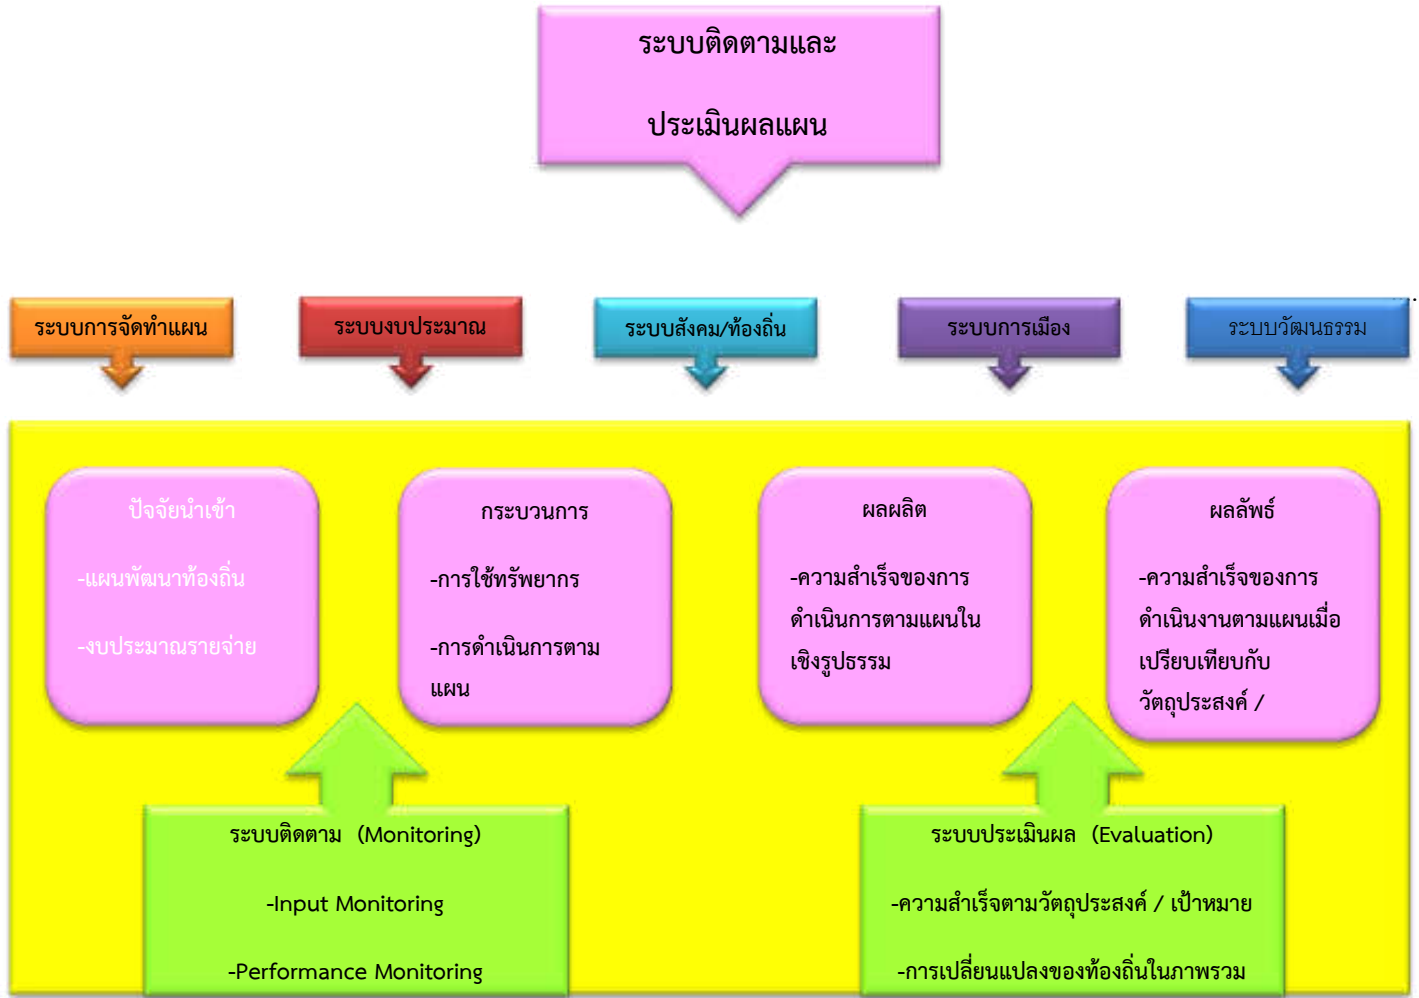 ระบบติดตามและ
ประเมินผลแผน
ระบบการจัดทำแผน
ระบบงบประมาณ
ระบบสังคม/ท้องถิ่น
ระบบการเมือง
ระบบวัฒนธรรม
ปัจจัยนำเข้า
-แผนพัฒนาท้องถิ่น
-งบประมาณรายจ่าย
กระบวนการ
-การใช้ทรัพยากร
-การดำเนินการตาม
แผน
ผลผลิต
-ความสำเร็จของการ
ดำเนินการตามแผนใน
เชิงรูปธรรม
ผลลัพธ์
-ความสำเร็จของการ
ดำเนินงานตามแผนเมื่อ
เปรียบเทียบกับ
วัตถุประสงค์ /
ระบบติดตาม (Monitoring)
-Input Monitoring
-Performance Monitoring
ระบบประเมินผล (Evaluation)
-ความสำเร็จตามวัตถุประสงค์ / เป้าหมาย
-การเปลี่ยนแปลงของท้องถิ่นในภาพรวม